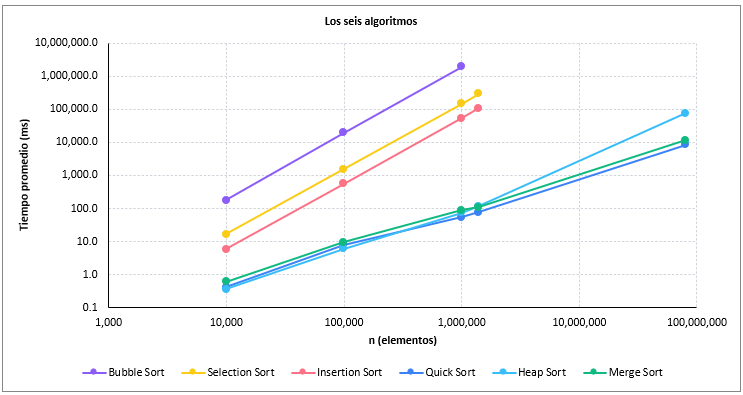 Los seis algoritmos
10,000,000.0
1,000,000.0
100,000.0
10,000.0
1,000.0
100.0
10.0
1.0
0.1
Tiempo promedio (ms)
1,000 10,000 100,000 1,000,000 10,000,000 100,000,000
n (elementos)
Bubble Sort Selection Sort Insertion Sort Quick Sort Heap Sort Merge Sort